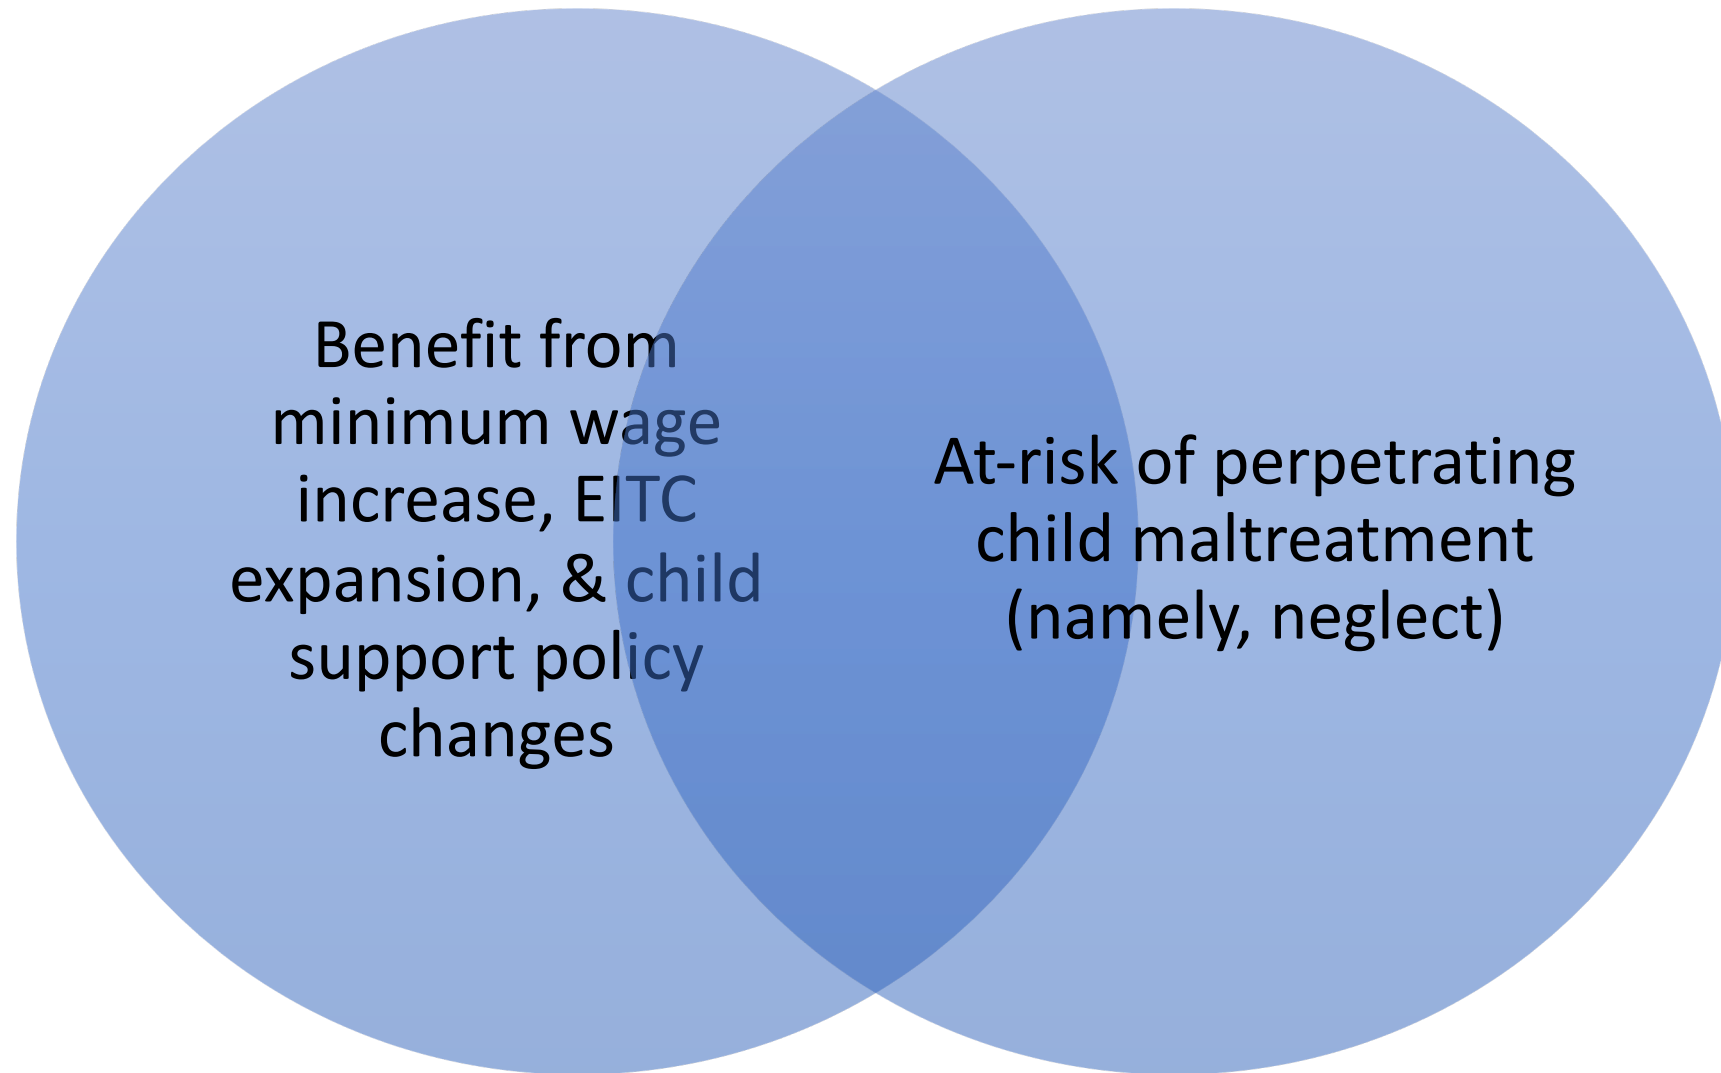 Benefit from
minimum wage
increase, EITC
expansion, & child
support policy
changes
At-risk of perpetrating
child maltreatment
(namely, neglect)